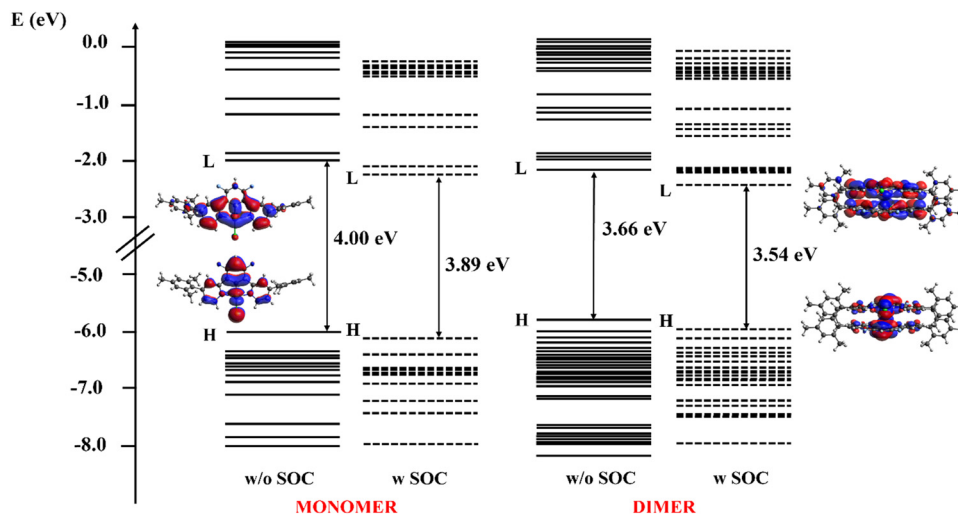 E (eV)
0.0
-1.0
-2.0
-3.0
-5.0
-6.0
-7.0
-8.0
L
H
4.00 eV
L
H
3.89 eV
L
H
3.66 eV
L
H
3.54 eV
w/o SOC
w SOC
w/o SOC
w SOC
MONOMER
DIMER